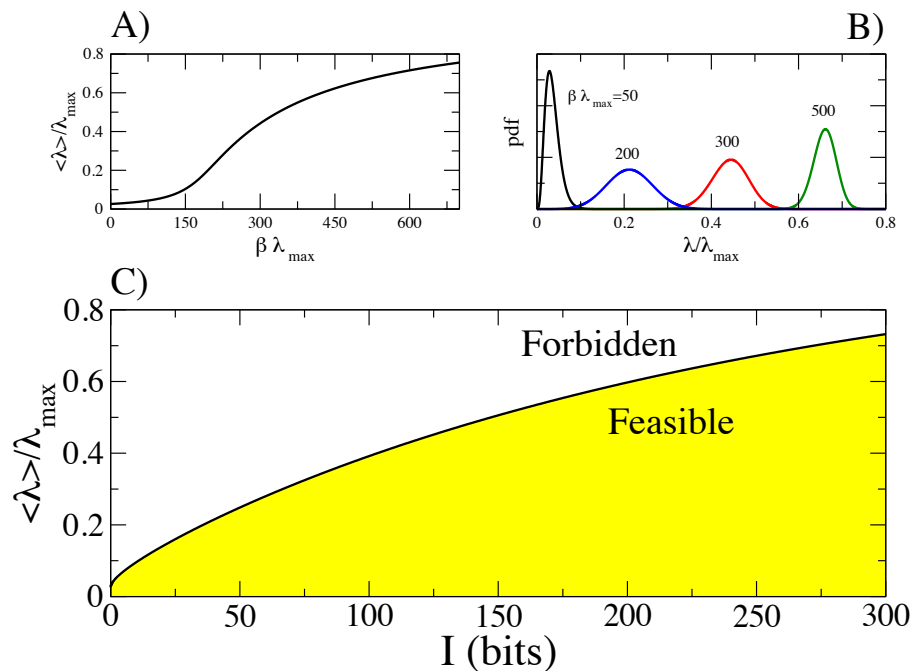 A)
0.8
0.6
0.4
0.2
0
<λ>/λmax
0 150 300 450 600
β λmax
B)
pdf
β λmax=50
200
300
500
0 0.2 0.4 0.6 0.8
λ/λmax
C)
0.8
0.6
0.4
0.2
0
<λ>/λmax
Forbidden
Feasible
0 50 100 150 200 250 300
I (bits)